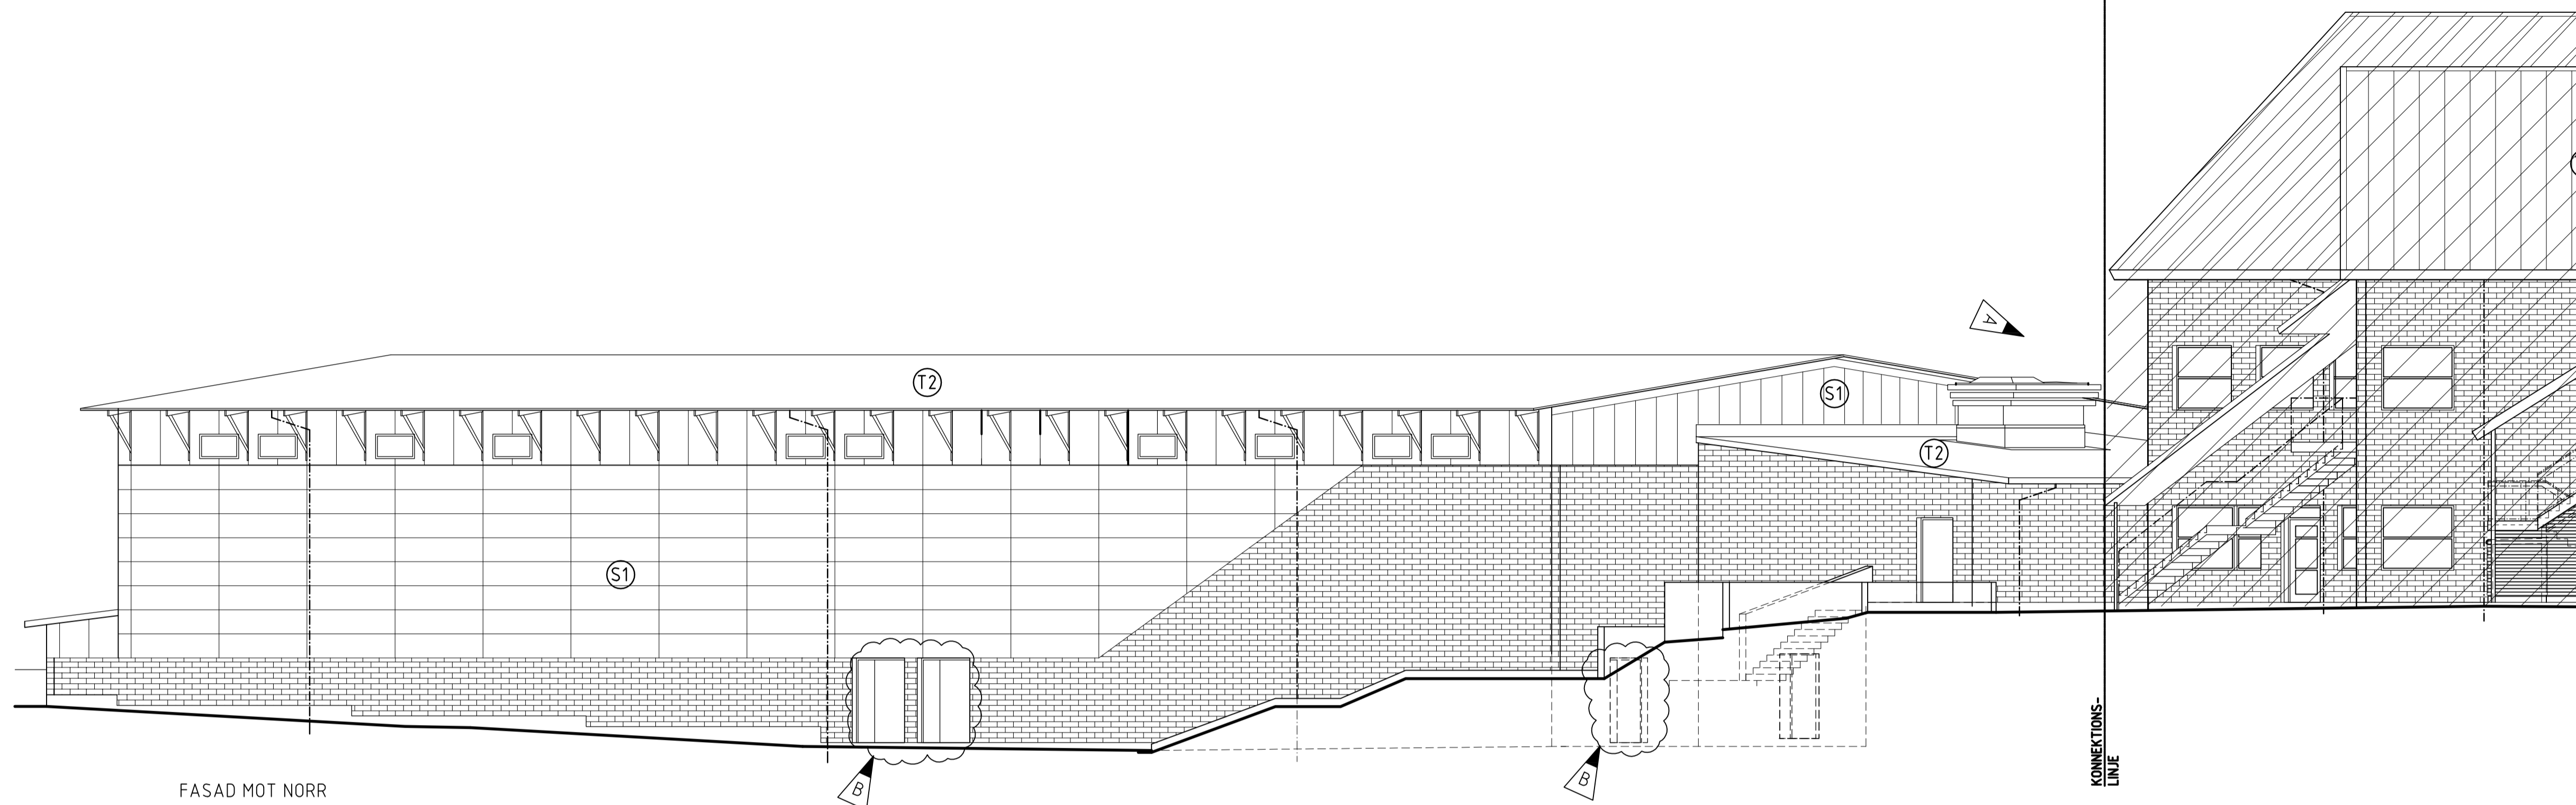 A
T2
S1
T2
S1
KONNEKTIONS-
LINJE
FASAD MOT NORR
B
B